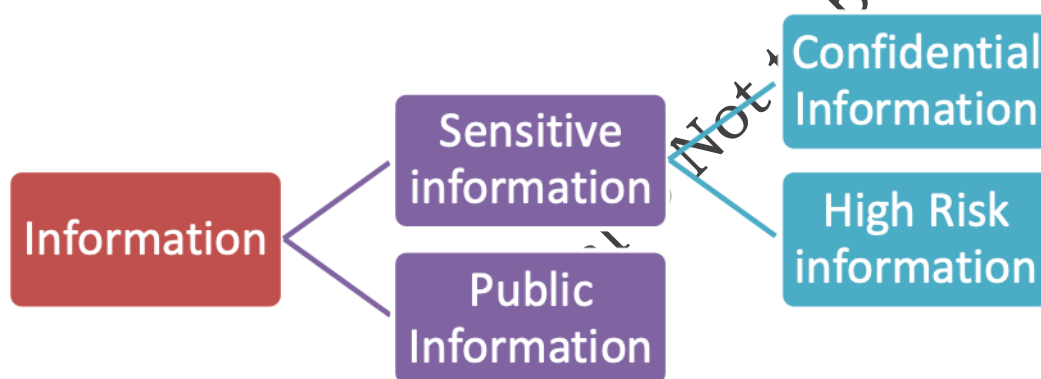 Information
Sensitive
information
Public
Information
Confidential
Information
High Risk
information
Not